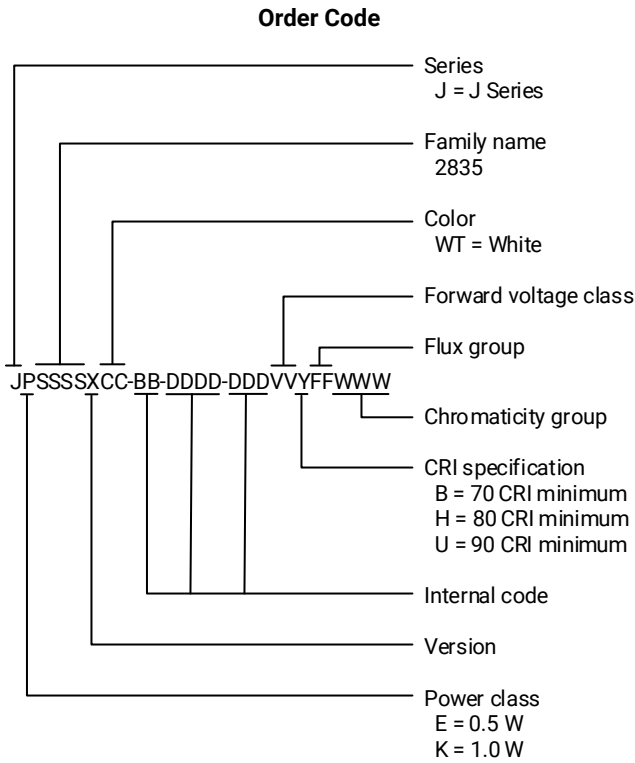 Order Code
Series
J = J Series
Family name
2835
Color
WT = White
Forward voltage class
Flux group
JPSSSSXCC-BB-DDDD-DDDVVYFFWWW
Chromaticity group
CRI specification
B = 70 CRI minimum
H = 80 CRI minimum
U = 90 CRI minimum
Internal code
Version
Power class
E = 0.5 W
K = 1.0 W